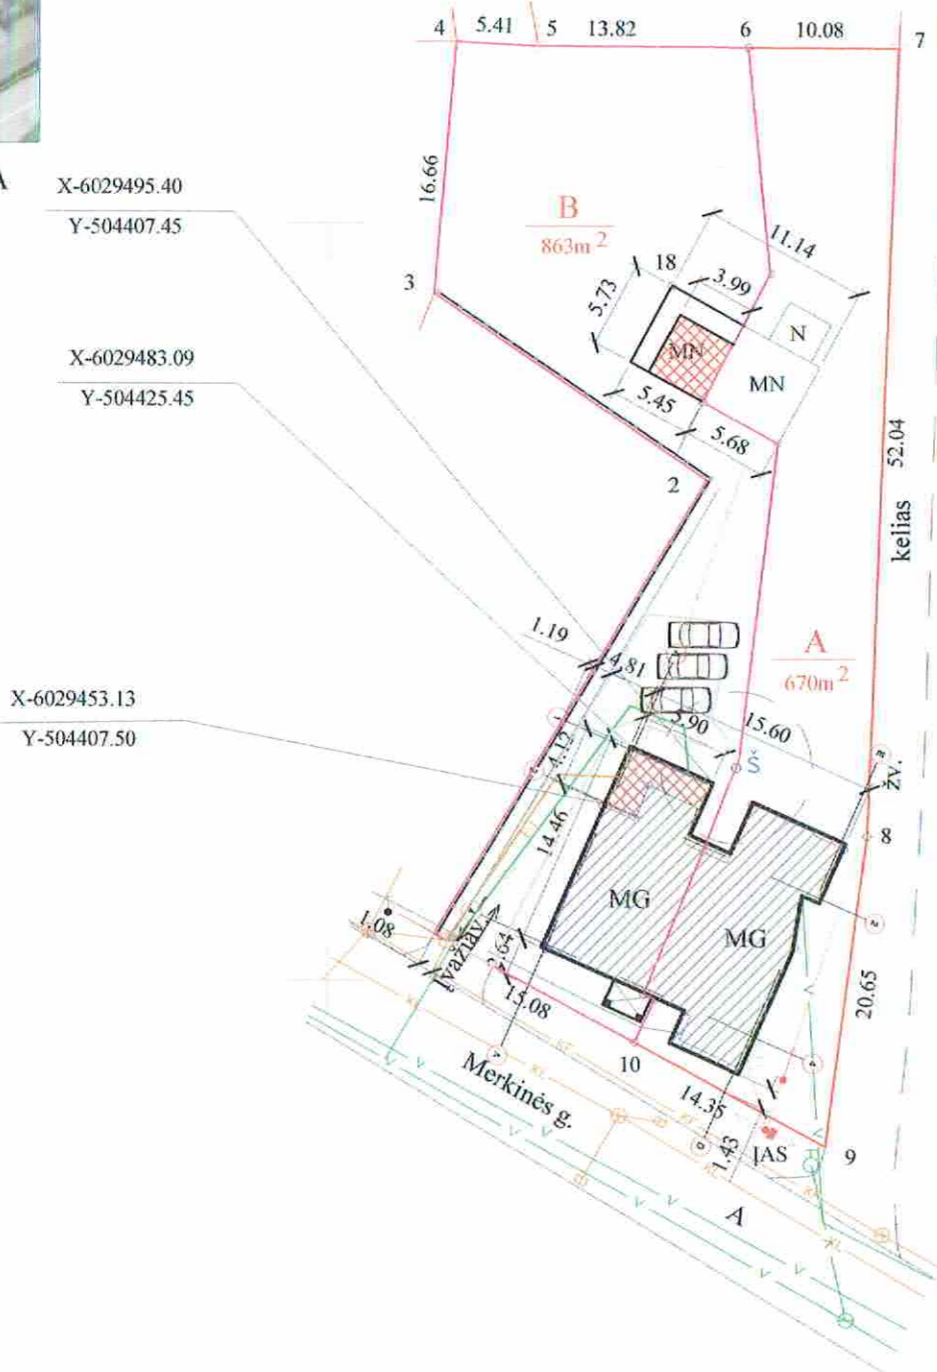 4
5.41
5
13.82
6
10.08
7
A
X-6029495.40
Y-504407.45
16.66
B
863m 2
11.14
18
3.99
5.73
3
N
MN
MN
X-6029483.09
Y-504425.45
5.45
5.68
52.04
kelias
2
1.19
4.81
A
670m 2
X-6029453.13
Y-504407.50
5.90
15.60
4.12
Š
žv.
8
14.46
MG
MG
1.08
Įvažiav.
2.64
15.08
20.65
10
Merkinės g.
14.35
1.43
ĮAS
9
A
KL
KL
KL
V
V
V
V
V
V
V
V